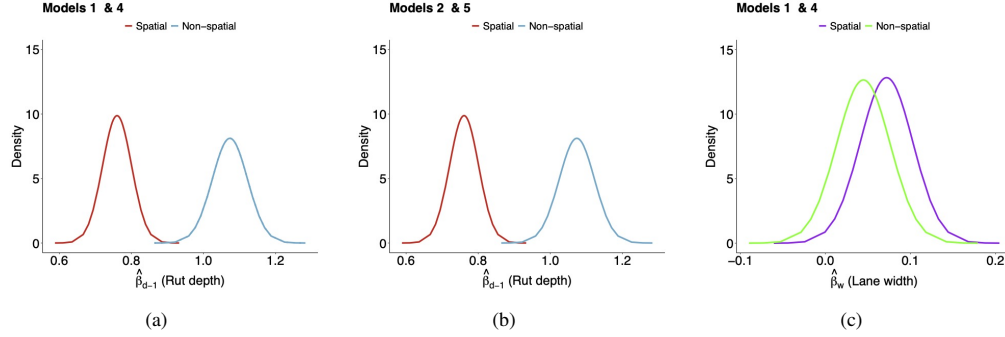 Models 1 & 4
Spatial Non-spatial
15
10
5
0
Density
0.6 0.8 1.0 1.2
β̂d−1 (Rut depth)
(a)
Models 2 & 5
Spatial Non-spatial
15
10
5
0
Density
0.6 0.8 1.0 1.2
β̂d−1 (Rut depth)
(b)
Models 1 & 4
Spatial Non-spatial
15
10
5
0
Density
−0.1 0.0 0.1 0.2
β̂w (Lane width)
(c)